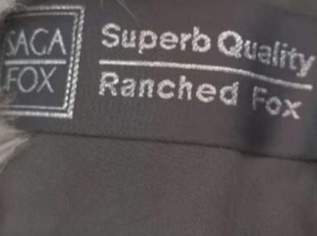 SAGA
FOX
Superb Quality
Ranched Fox